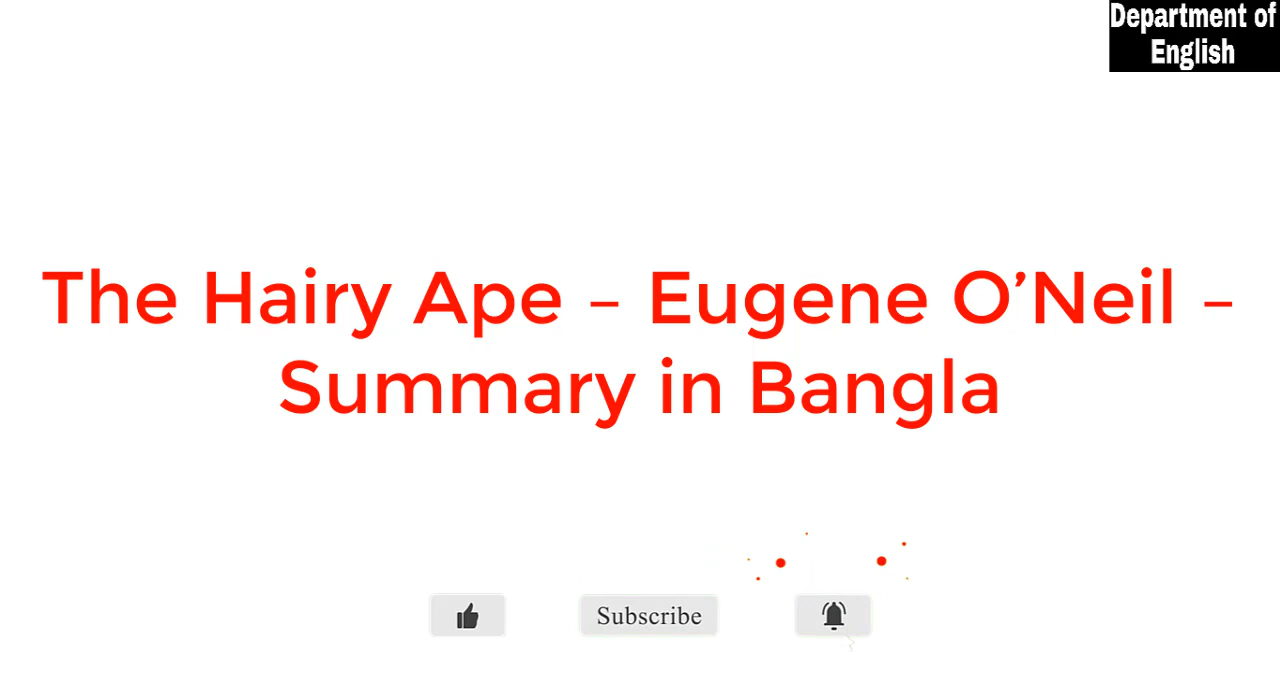 Department of
English
The Hairy Ape – Eugene O’Neil –
Summary in Bangla
Subscribe